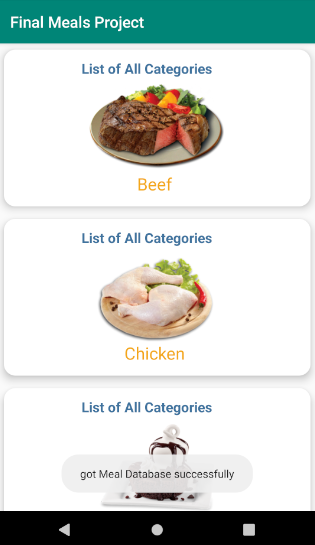 Final Meals Project
List of All Categories
Beef
List of All Categories
Chicken
List of All Categories
got Meal Database successfully